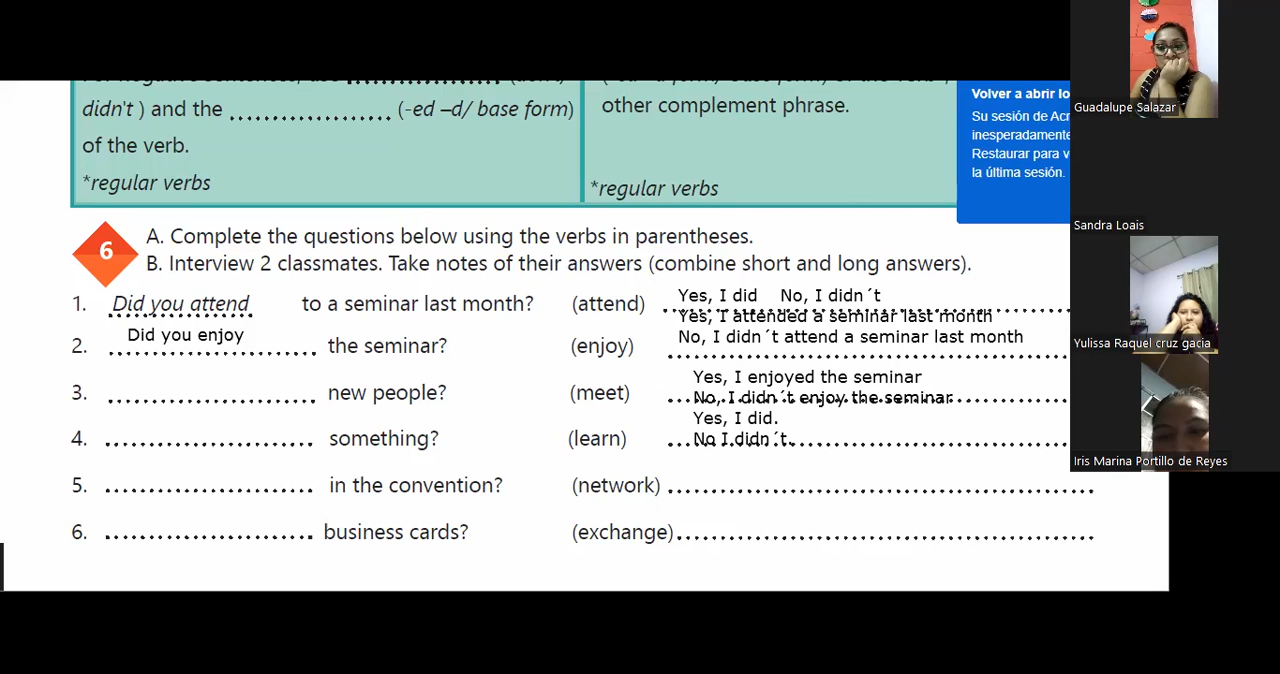 didn't ) and the ........................ (-ed –d/ base form)
of the verb.
*regular verbs
other complement phrase.
*regular verbs
Volver a abrir lo
Su sesión de Acr
inesperadamente
Restaurar para v
la última sesión.
6
A. Complete the questions below using the verbs in parentheses.
B. Interview 2 classmates. Take notes of their answers (combine short and long answers).
1. Did you attend to a seminar last month? (attend)
Yes, I did No, I didn´t
Yes, I attended a seminar last month
No, I didn´t attend a seminar last month
2. Did you enjoy the seminar? (enjoy)
Yes, I enjoyed the seminar
No, I didn´t enjoy the seminar
Yes, I did.
No I didn´t.
3. ........................ new people? (meet)
4. ........................ something? (learn)
5. ........................ in the convention? (network) ........................
6. ........................ business cards? (exchange)........................
Guadalupe Salazar
Sandra Loais
Yulissa Raquel cruz gacia
Iris Marina Portillo de Reyes